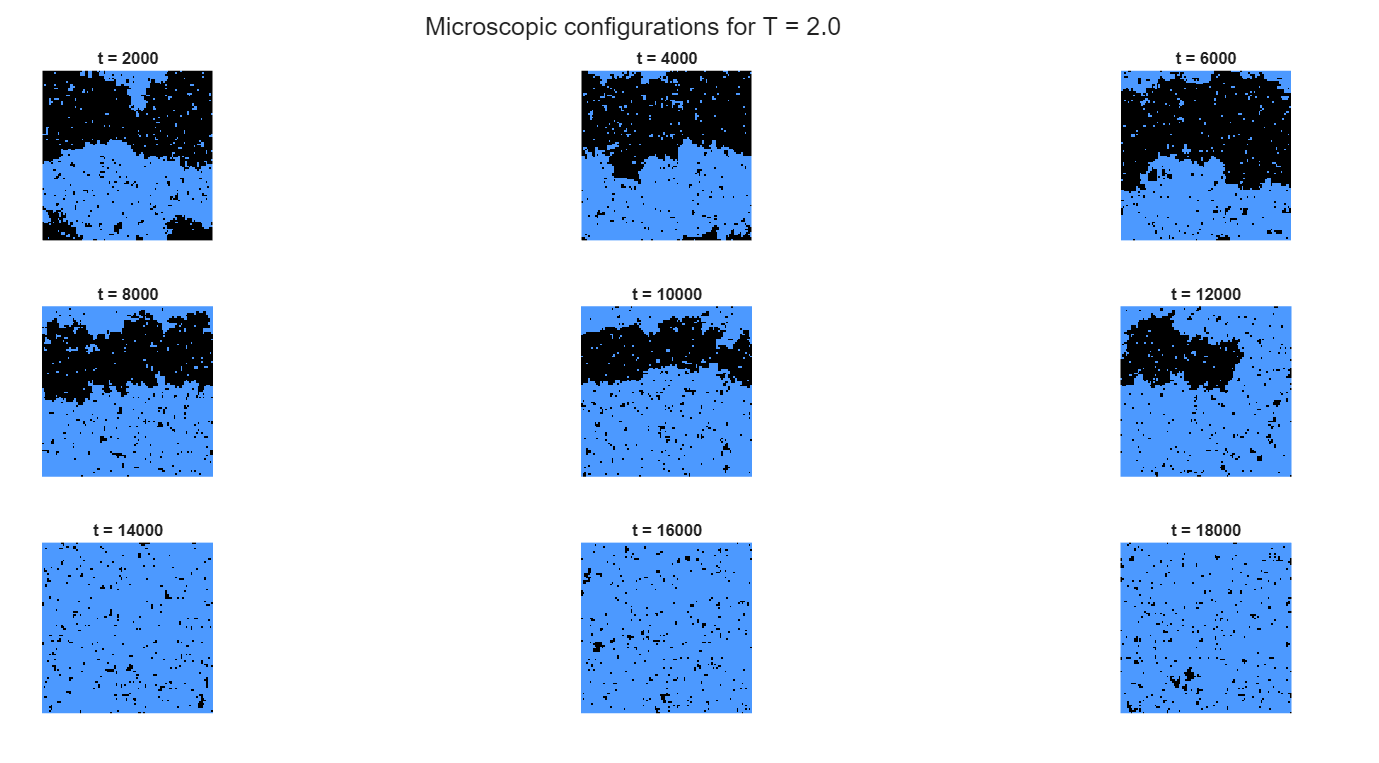 Microscopic configurations for T = 2.0
t = 2000
t = 4000
t = 6000
t = 8000
t = 10000
t = 12000
t = 14000
t = 16000
t = 18000